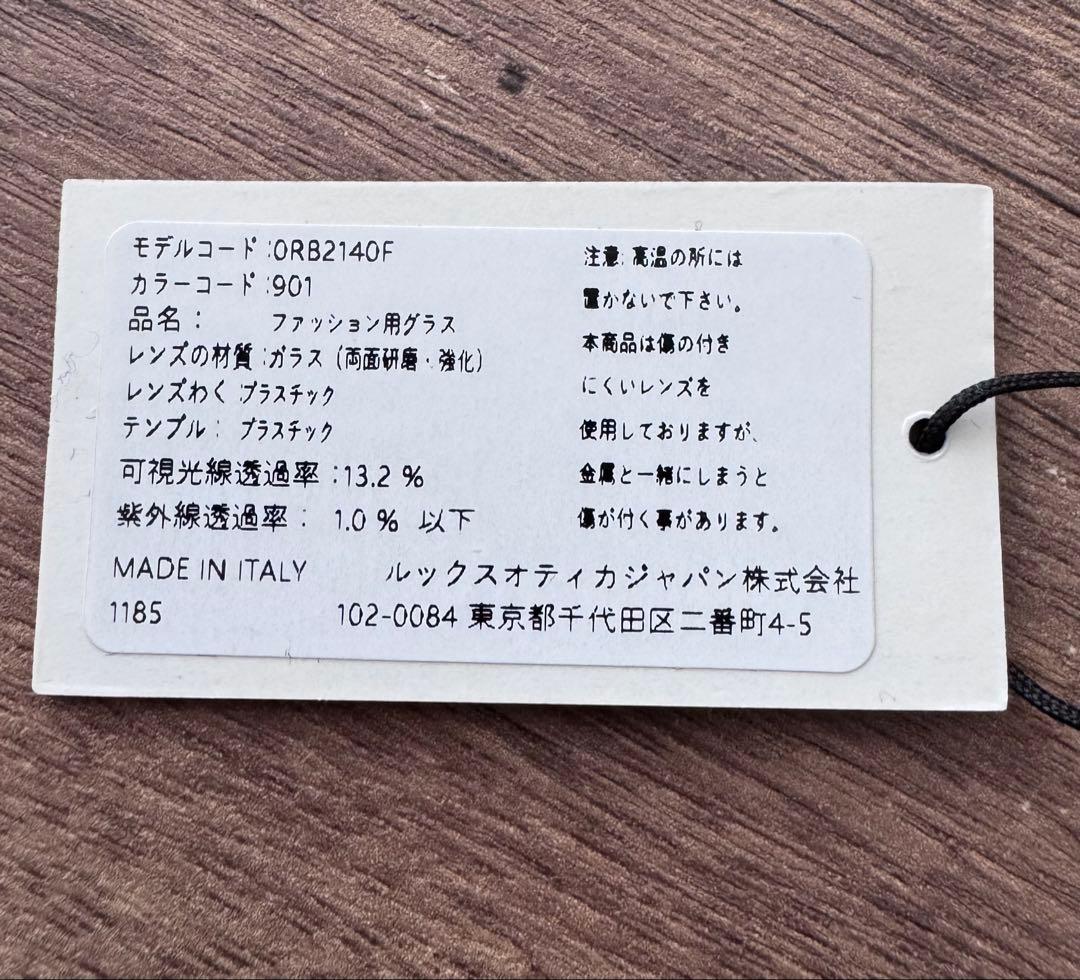 モデルコード:0RB2140F
カラーコード:901
品名: ファッション用グラス
レンズの材質:ガラス (両面研磨・強化)
レンズわく:プラスチック
テンプル: プラスチック
可視光線透過率:13.2 %
紫外線透過率: 1.0 % 以下
注意:高温の所には
置かないで下さい。
本商品は傷の付き
にくいレンズを
使用しておりますが、
金属と一緒にしまうと
傷が付く事があります。
MADE IN ITALY ルックスオティカジャパン株式会社
1185 102-0084 東京都千代田区二番町4-5